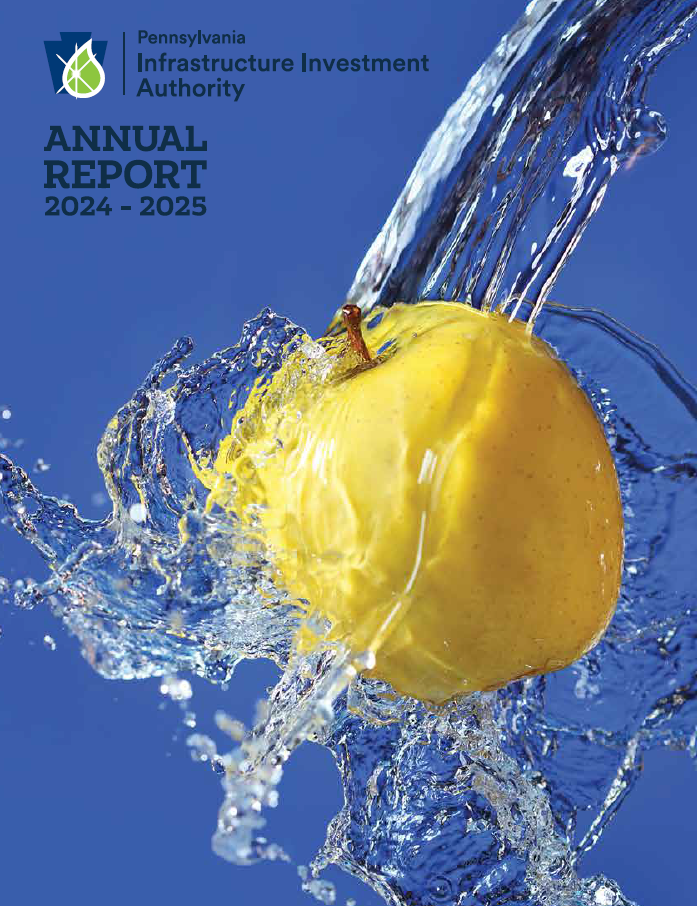 Pennsylvania
Infrastructure Investment
Authority
ANNUAL
REPORT
2024 - 2025